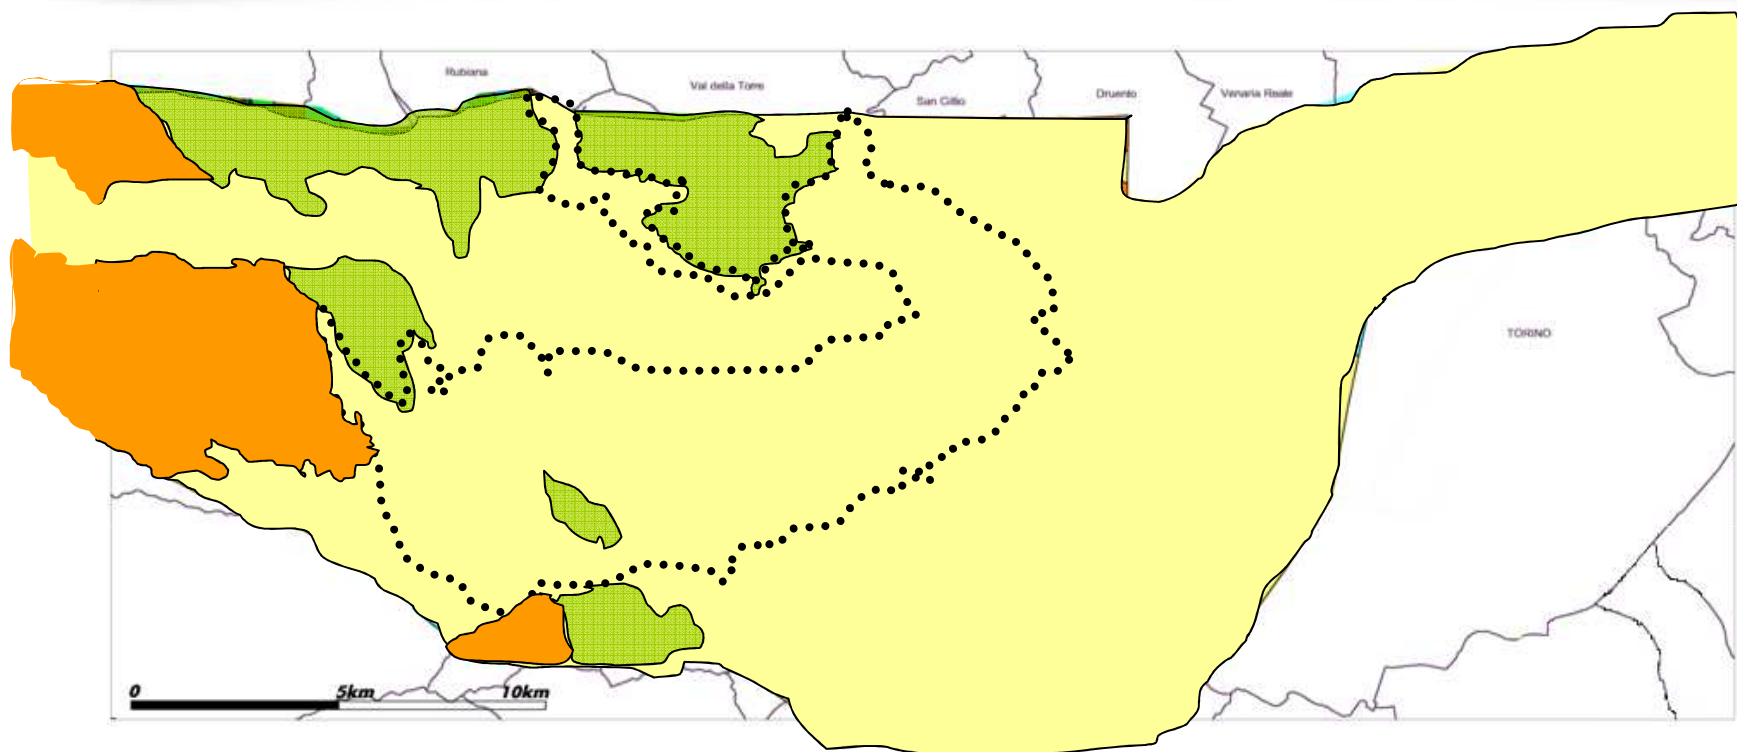 Rubiana
Val della Torre
San Gillio
Druento
Venaria Reale
TORINO
0 5km 10km